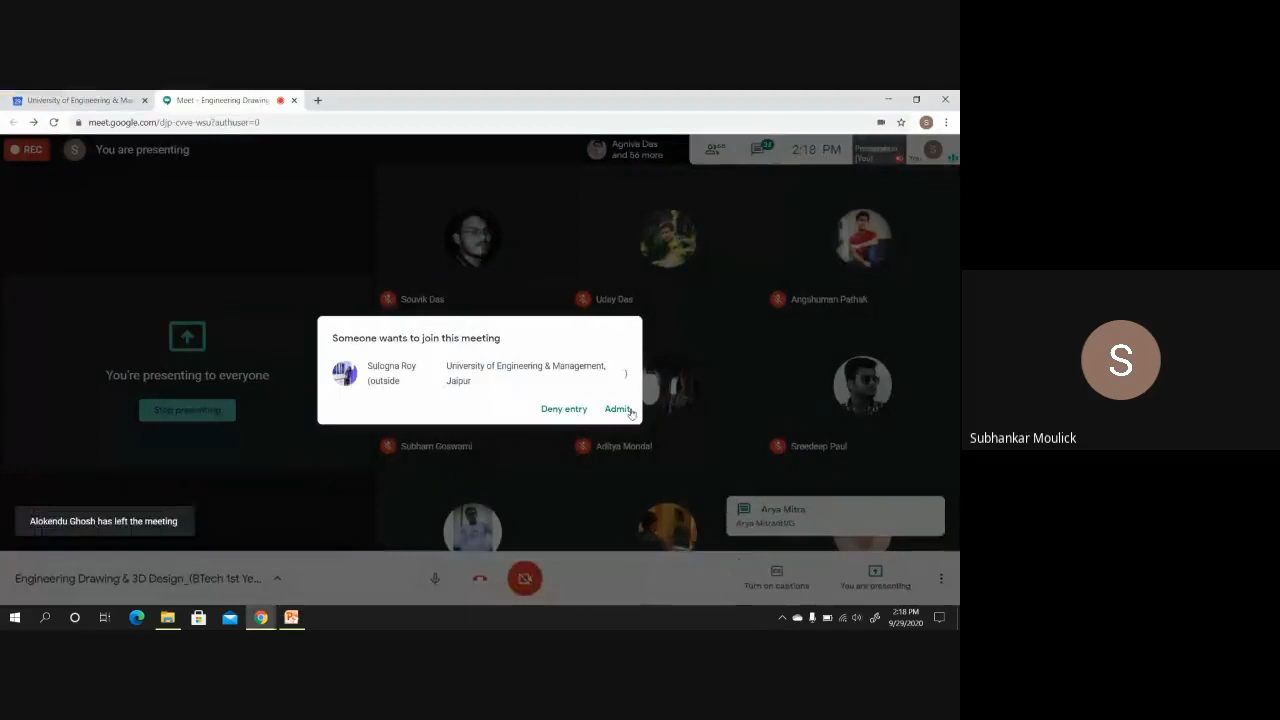 University of Engineering & Ma
Meet - Engineering Drawing
meet.google.com/djp-cvve-wsu?authuser=0
REC
S
You are presenting
Agniva Das
and 56 more
2:18 PM
Presentation
(You)
You
Souvik Das
Uday Das
Angshuman Pathak
Someone wants to join this meeting
Sulogna Roy
(outside
University of Engineering & Management,
Jaipur
)
Deny entry
Admit
You're presenting to everyone
Stop presenting
Subham Goswami
Aditya Mondal
Sreedeep Paul
S
Subhankar Moulick
Alokendu Ghosh has left the meeting
Arya Mitra
Engineering Drawing & 3D Design_(BTech 1st Ye...
Turn on captions
You are presenting
2:18 PM
9/29/2020